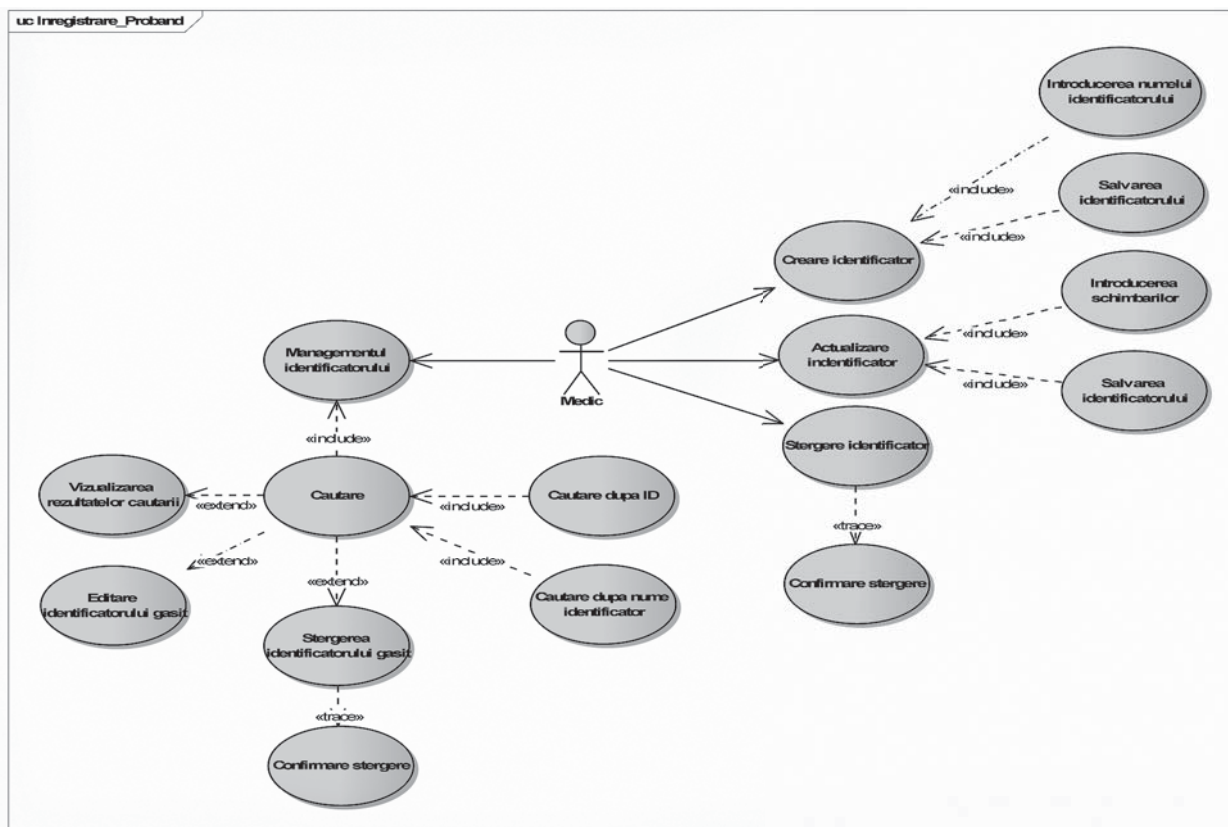 uc Inregistrare_Proband
Introducerea numelui
identificatorului
«include»
Salvarea
identificatorului
«include»
Creare identificator
Introducerea
schimbarilor
«include»
Managementul
identificatorului
Medic
Actualizare
indentificator
«include»
Salvarea
identificatorului
«include»
Stergere identificator
Vizualizarea
rezultatelor cautarii
«extend»
Cautare
«include»
Cautare dupa ID
«trace»
«extend»
«include»
Editare
identificatorului gasit
«extend»
Cautare dupa nume
identificator
Confirmare stergere
Stergerea
identificatorului gasit
«trace»
Confirmare stergere